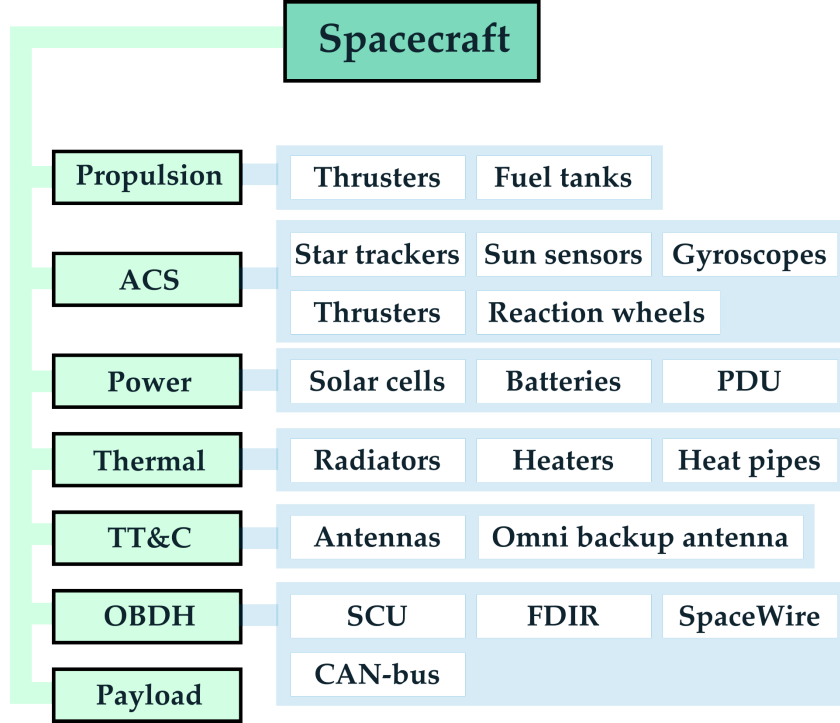 Spacecraft
Propulsion
Thrusters
Fuel tanks
ACS
Star trackers
Sun sensors
Gyroscopes
Thrusters
Reaction wheels
Power
Solar cells
Batteries
PDU
Thermal
Radiators
Heaters
Heat pipes
TT&C
Antennas
Omni backup antenna
OBDH
SCU
FDIR
SpaceWire
CAN-bus
Payload